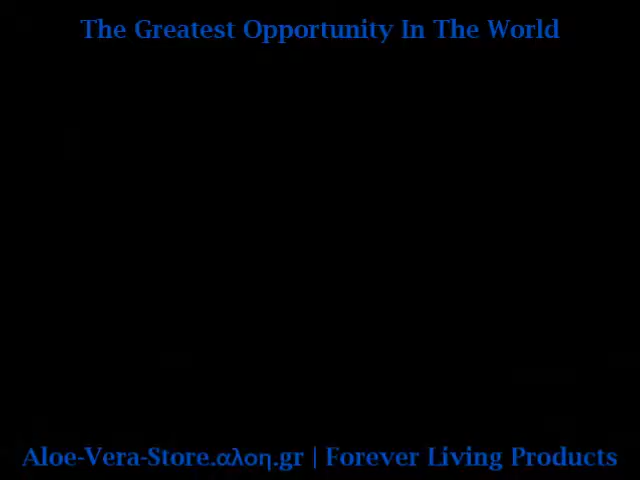 The Greatest Opportunity In The World
Aloe-Vera-Store.αλοη.gr | Forever Living Products